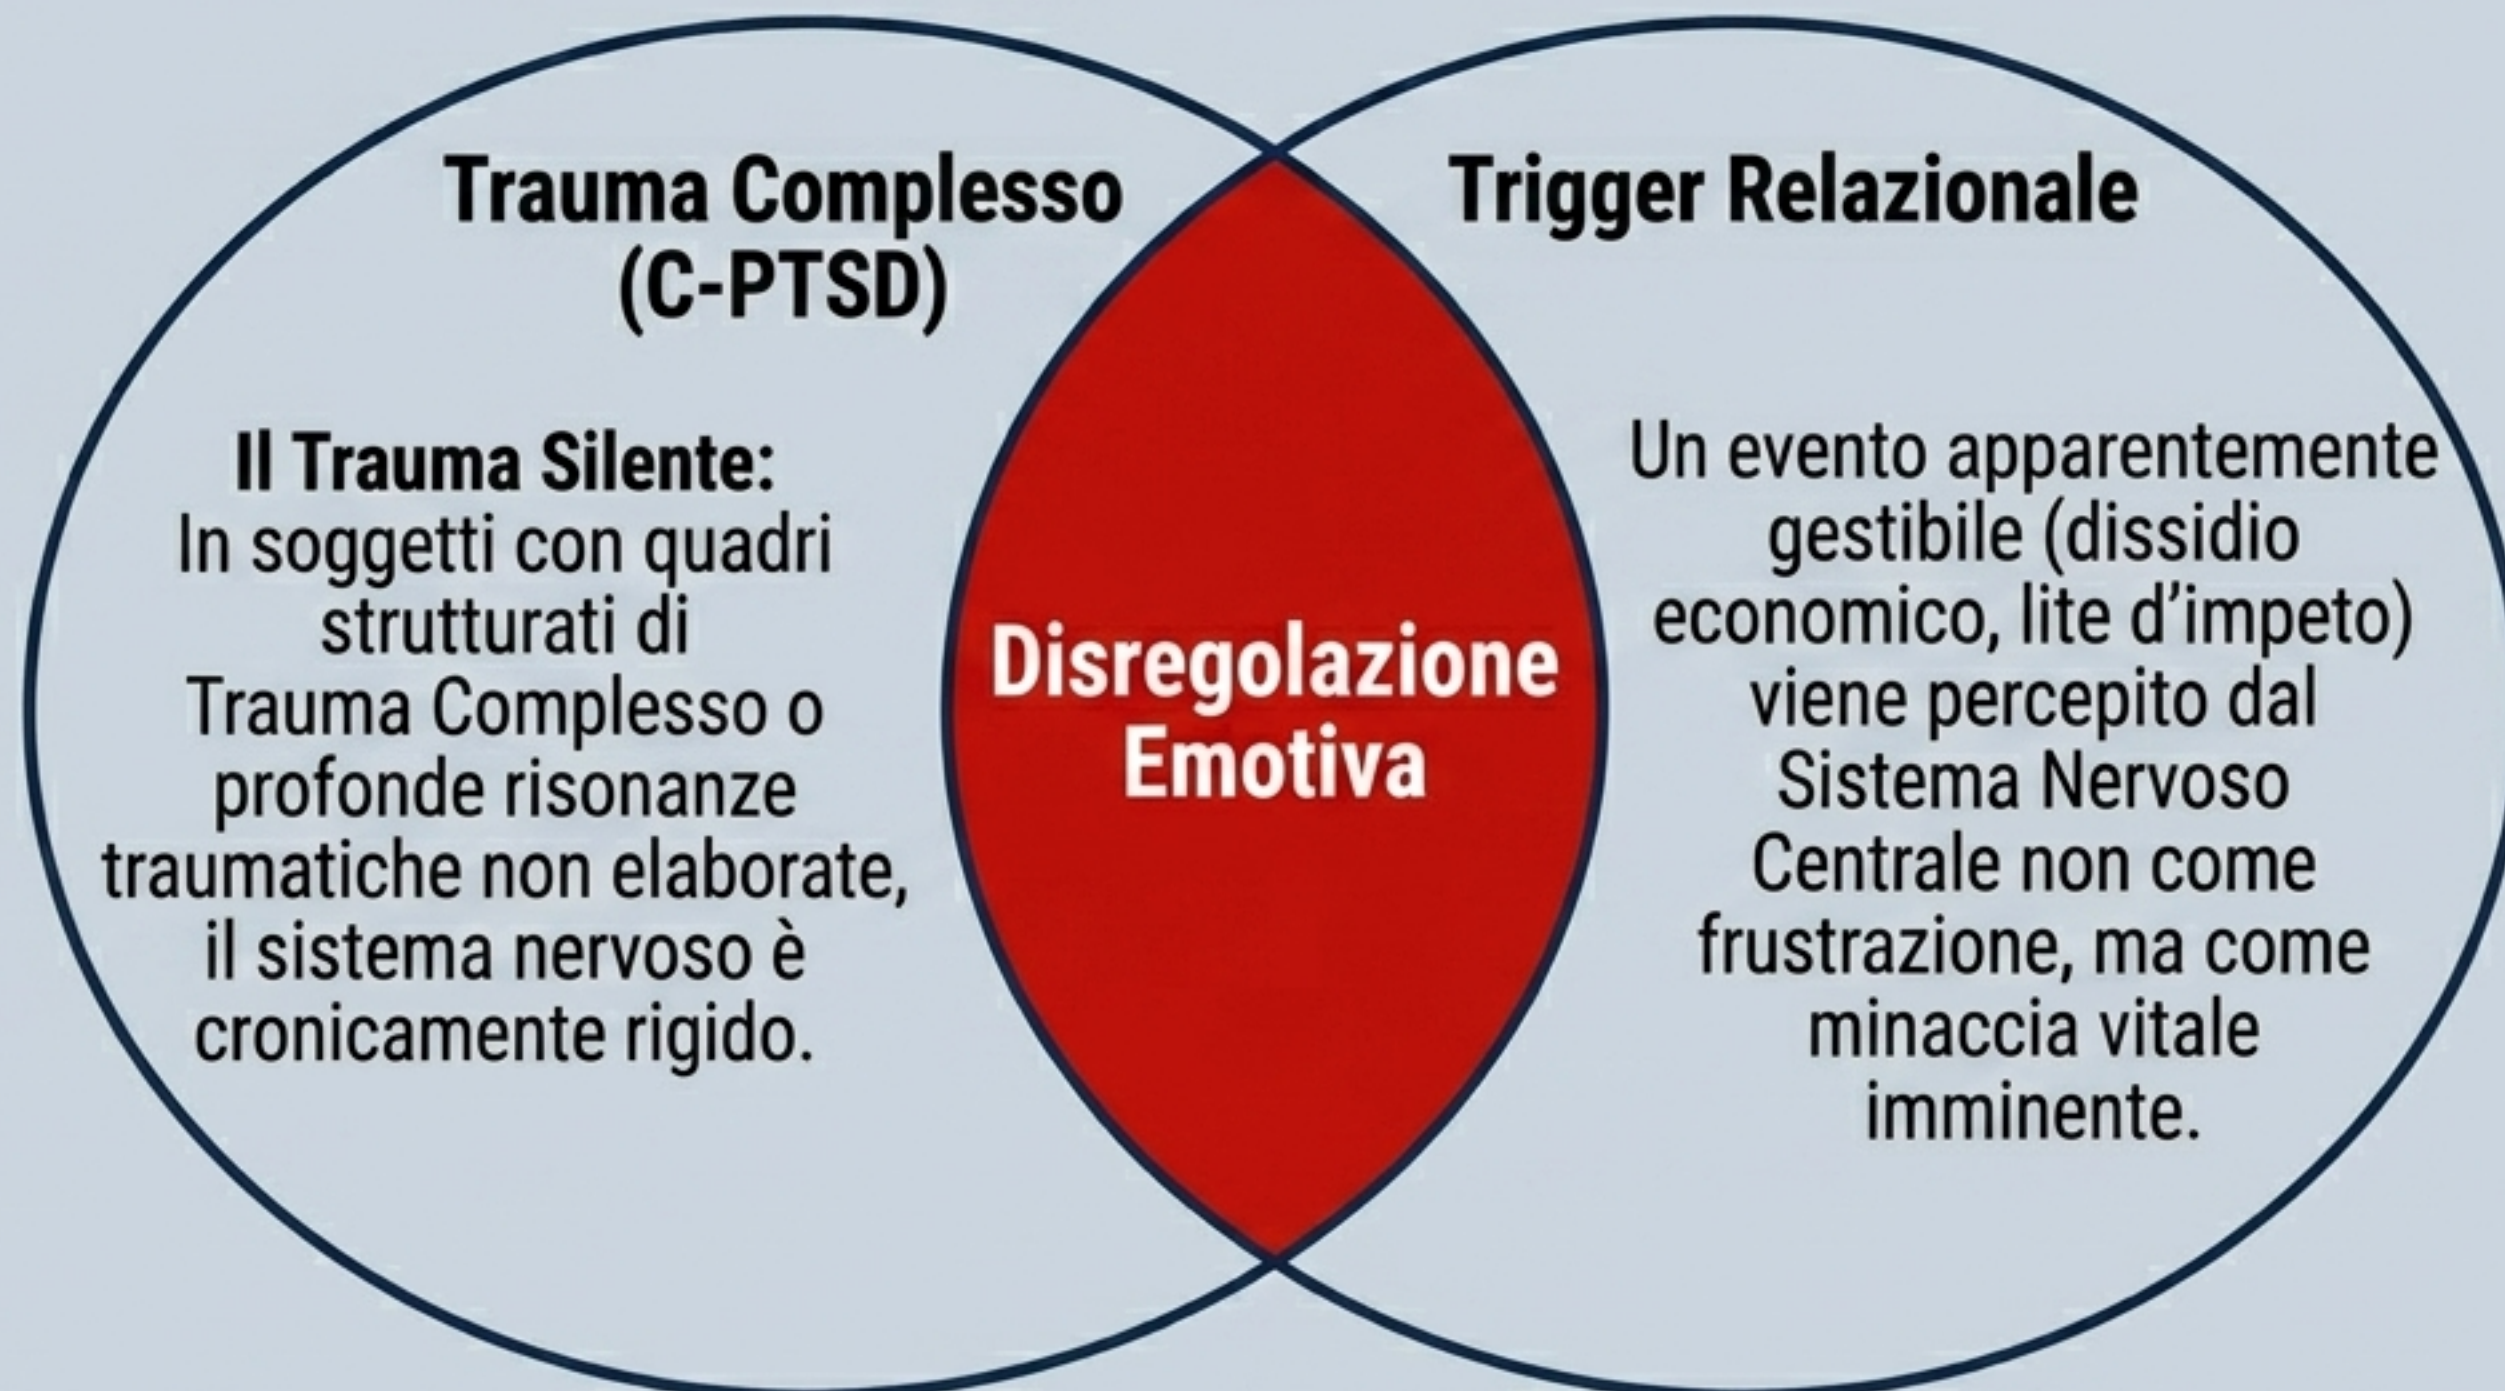 Trauma Complesso
(C-PTSD)
Il Trauma Silente:
In soggetti con quadri
strutturati di
Trauma Complesso o
profonde risonanze
traumatiche non elaborate,
il sistema nervoso è
cronicamente rigido.
Disregolazione
Emotiva
Trigger Relazionale
Un evento apparentemente
gestibile (dissidio
economico, lite d’impeto)
viene percepito dal
Sistema Nervoso
Centrale non come
frustrazione, ma come
minaccia vitale
imminente.